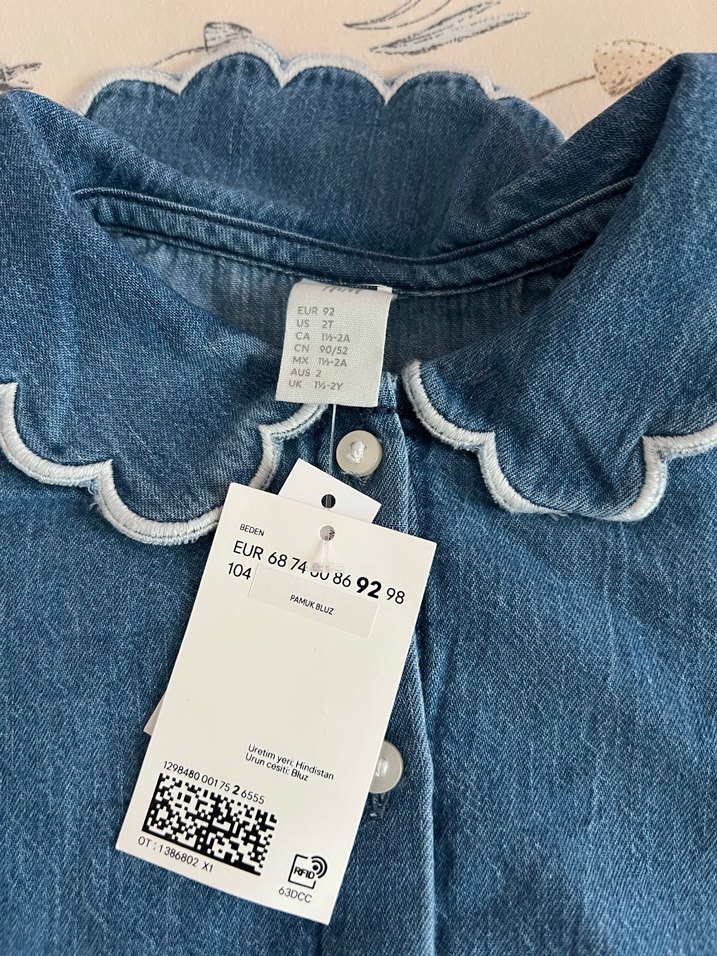 EUR 92
US 2T
CA 1½-2A
CN 90/52
MX 1½-2A
AUS 2
UK 1½-2Y
BEDEN
EUR 68 74 80 86 92 98
104
PAMUK BLUZ
Uretim yeri: Hindistan
Urun cesiti: Bluz
1298480 00175 2 6555
OT:1386802 X1
RFID
63DCC